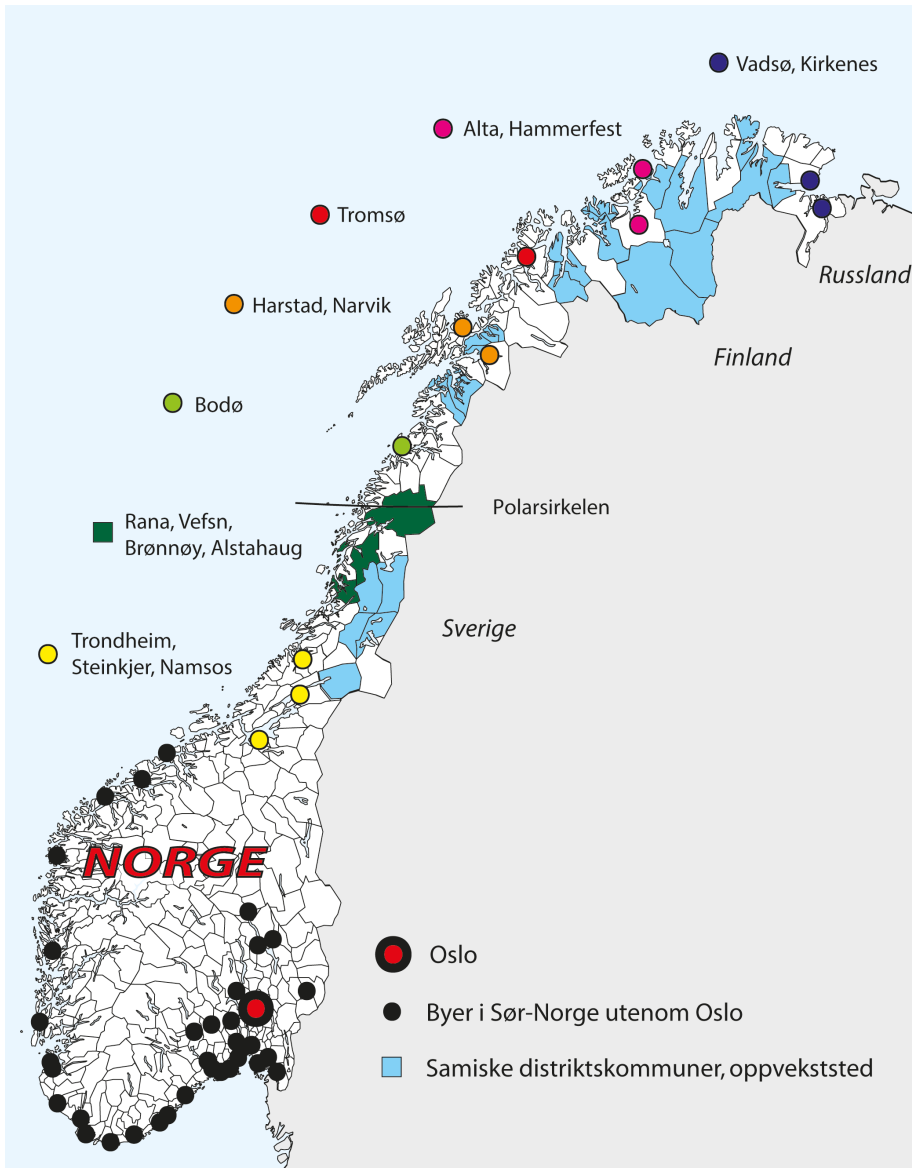 Vadsø, Kirkenes
Alta, Hammerfest
Tromsø
Russland
Harstad, Narvik
Finland
Bodø
Polarsirkelen
Rana, Vefsn,
Brønnøy, Alstahaug
Sverige
Trondheim,
Steinkjer, Namsos
NORGE
Oslo
Byer i Sør-Norge utenom Oslo
Samiske distriktskommuner, oppvekststed